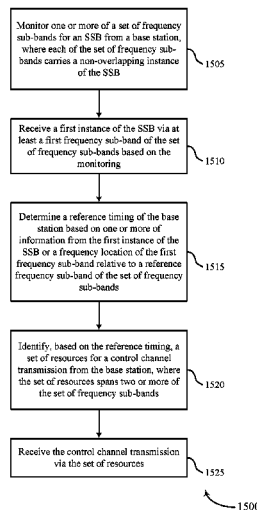 Monitor one or more of a set of frequency
sub-bands for an SSB from a base station,
where each of the set of frequency sub-
bands carries a non-overlapping instance
of the SSB
1505
Receive a first instance of the SSB via at
least a first frequency sub-band of the set
of frequency sub-bands based on the
monitoring
1510
Determine a reference timing of the base
station based on one or more of
information from the first instance of the
SSB or a frequency location of the first
frequency sub-band relative to a reference
frequency sub-band of the set of frequency
sub-bands
1515
Identify, based on the reference timing, a
set of resources for a control channel
transmission from the base station, where
the set of resources spans two or more of
the set of frequency sub-bands
1520
Receive the control channel transmission
via the set of resources
1525
1500